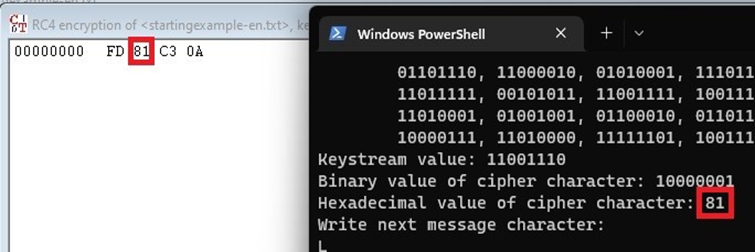 RC4 encryption of <startingexample-en.txt>, ke
00000000 FD 81 C3 0A
Windows PowerShell
01101110, 11000010, 01010001, 111011
11011111, 00101011, 11001111, 100111
11010001, 01001001, 01100010, 011011
10000111, 11010000, 11111101, 100111
Keystream value: 11001110
Binary value of cipher character: 10000001
Hexadecimal value of cipher character: 81
Write next message character: